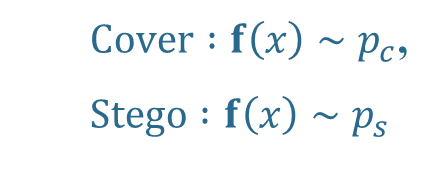 Cover : f(x) ~ p_c,
Stego : f(x) ~ p_s